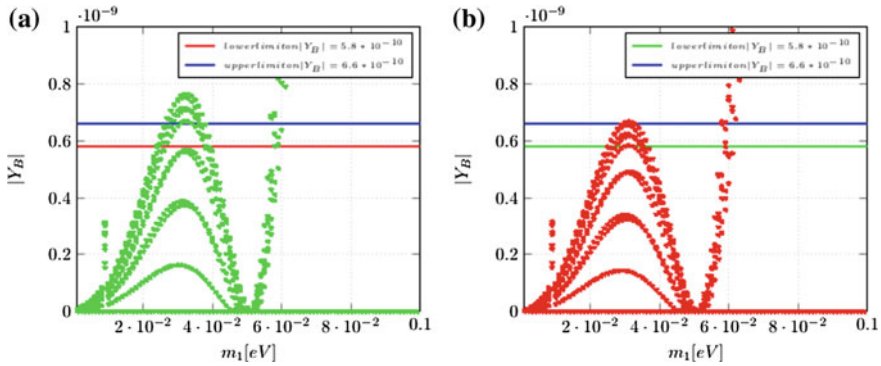 (a)
·10⁻⁹
lowerlimiton|Y_B| = 5.8 * 10⁻¹⁰
upperlimiton|Y_B| = 6.6 * 10⁻¹⁰
1
0.8
0.6
0.4
0.2
0
|Y_B|
2·10⁻² 4·10⁻² 6·10⁻² 8·10⁻² 0.1
m₁[eV]
(b)
·10⁻⁹
lowerlimiton|Y_B| = 5.8 * 10⁻¹⁰
upperlimiton|Y_B| = 6.6 * 10⁻¹⁰
1
0.8
0.6
0.4
0.2
0
|Y_B|
2·10⁻² 4·10⁻² 6·10⁻² 8·10⁻² 0.1
m₁[eV]